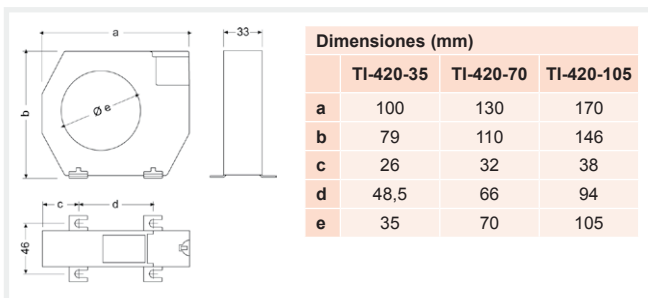 a
33
b
Ø e
c
d
46
Dimensiones (mm)
TI-420-35 TI-420-70 TI-420-105
a 100 130 170
b 79 110 146
c 26 32 38
d 48,5 66 94
e 35 70 105